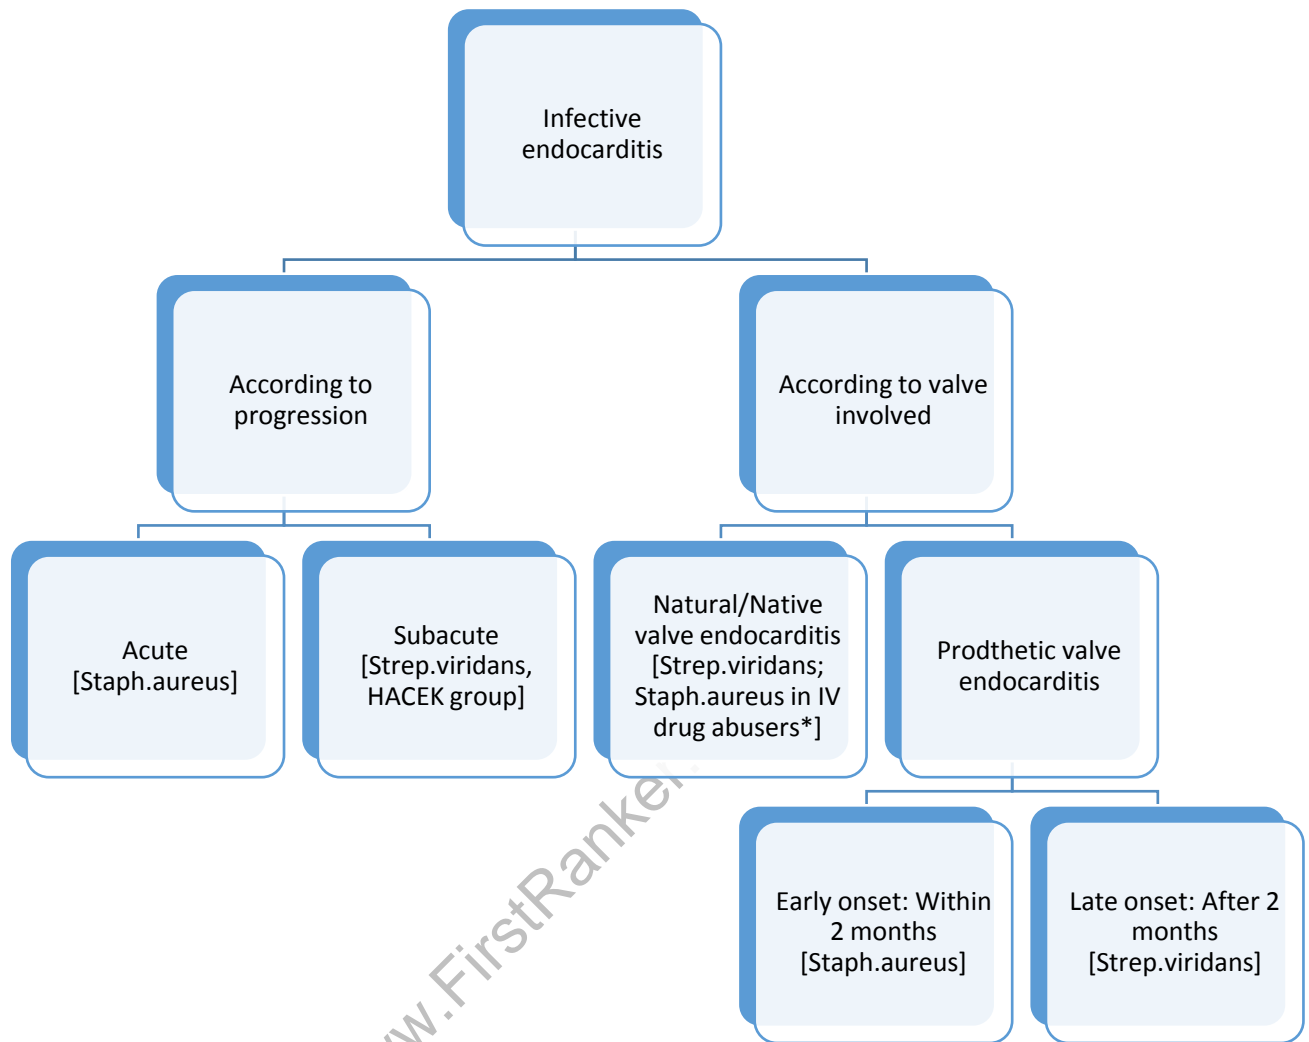 Infective
endocarditis
According to
progression
According to valve
involved
Acute
[Staph.aureus]
Subacute
[Strep.viridans,
HACEK group]
Natural/Native
valve endocarditis
[Strep.viridans;
Staph.aureus in IV
drug abusers*]
Prodthetic valve
endocarditis
Early onset: Within
2 months
[Staph.aureus]
Late onset: After 2
months
[Strep.viridans]
www.FirstRanker.